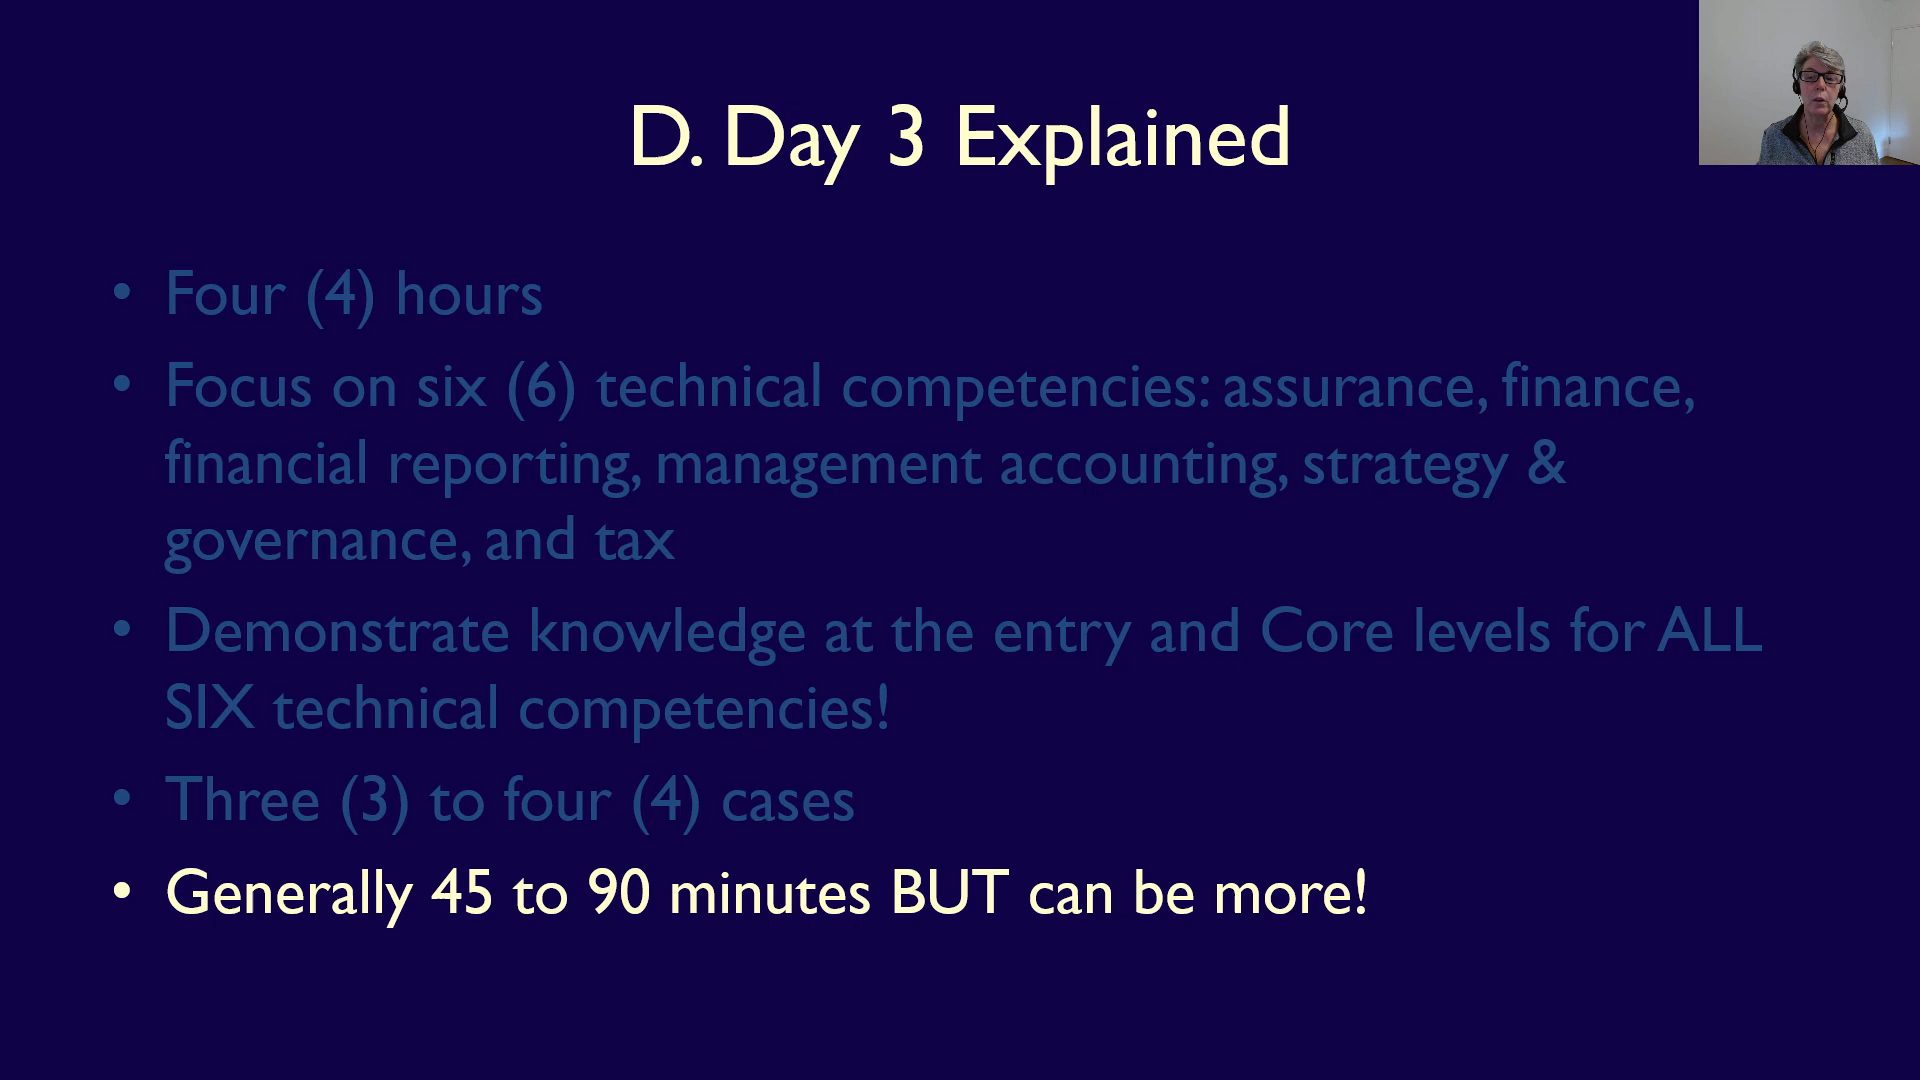 D. Day 3 Explained
• Four (4) hours
• Focus on six (6) technical competencies: assurance, finance,
financial reporting, management accounting, strategy &
governance, and tax
• Demonstrate knowledge at the entry and Core levels for ALL
SIX technical competencies!
• Three (3) to four (4) cases
• Generally 45 to 90 minutes BUT can be more!